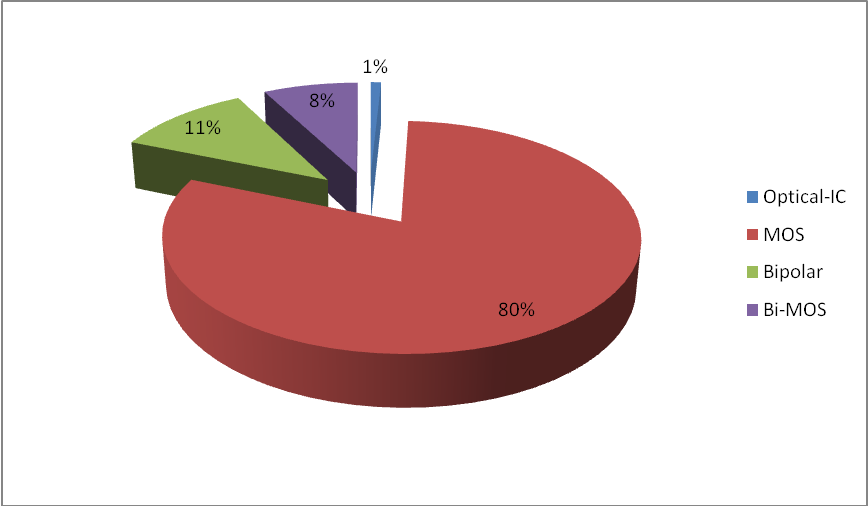 1%
8%
11%
80%
Optical-IC
MOS
Bipolar
Bi-MOS